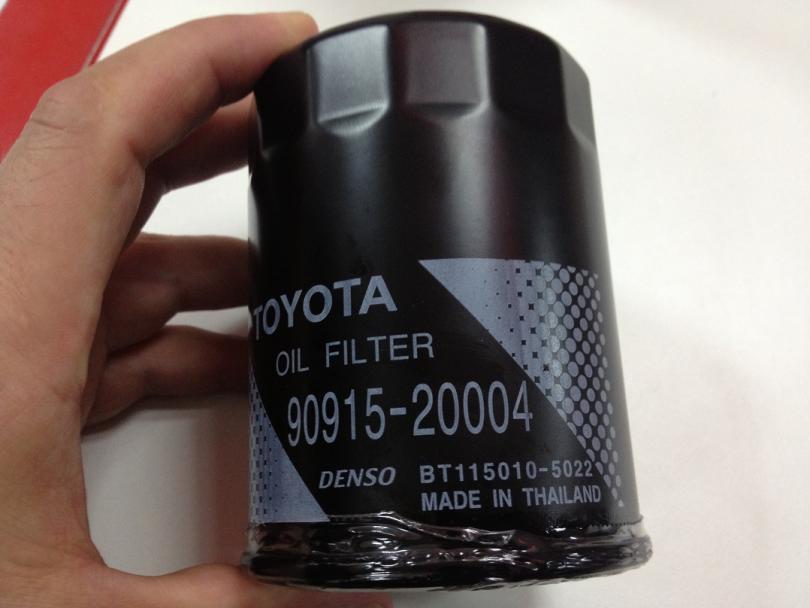 TOYOTA
OIL FILTER
90915-20004
DENSO BT115010-5022
MADE IN THAILAND